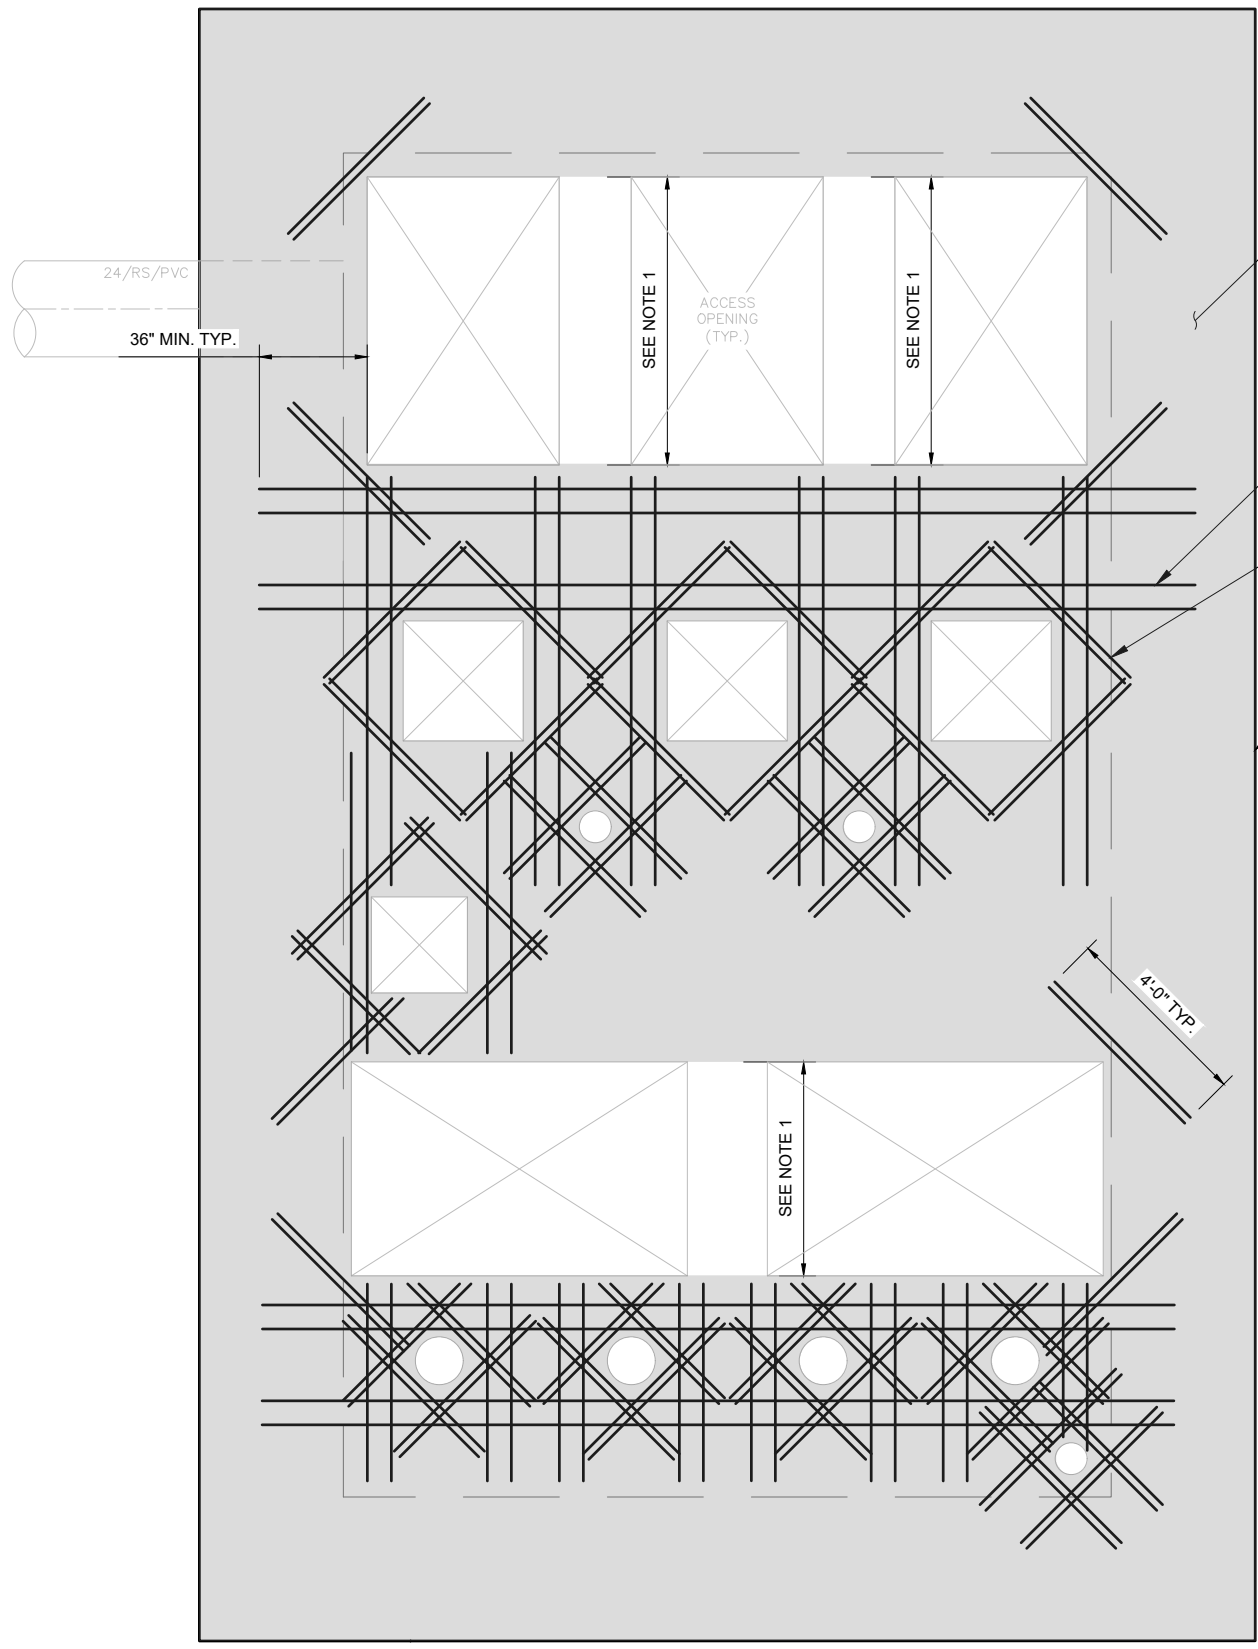 24/RS/PVC
36" MIN. TYP.
SEE NOTE 1
ACCESS
OPENING
(TYP.)
SEE NOTE 1
4'-0" TYP.
SEE NOTE 1